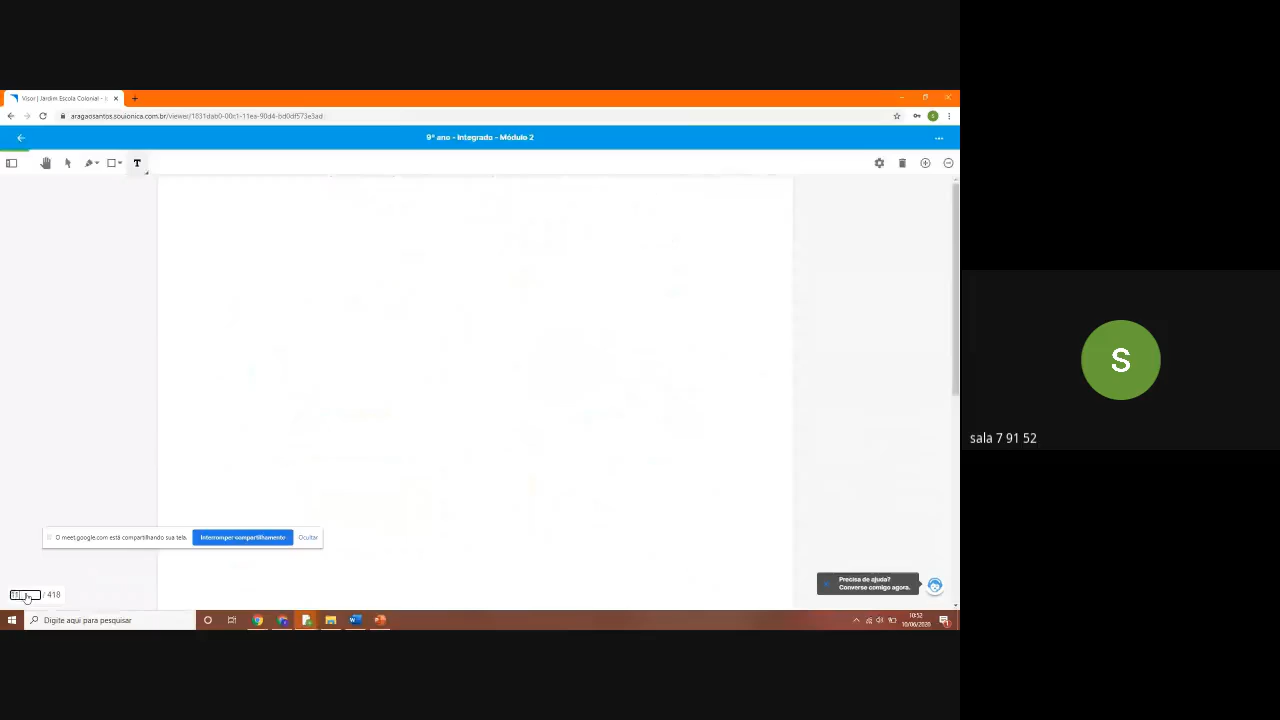 Visor | Jardim Escola Colonial - I
aragaosantos.souionica.com.br/viewer/1831dab0-00c1-11ea-90d4-bd0df573e3ad
9º ano - Integrado - Módulo 2
T
S
sala 7 91 52
O meet.google.com está compartilhando sua tela.
Interromper compartilhamento
Ocultar
Precisa de ajuda?
Converse comigo agora.
11 / 418
Digite aqui para pesquisar
10:52
10/06/2020